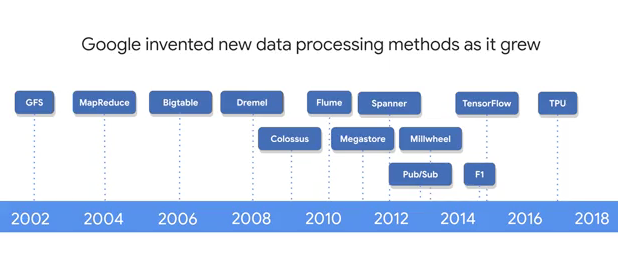 Google invented new data processing methods as it grew
GFS MapReduce Bigtable Dremel Flume Spanner TensorFlow TPU
Colossus Megastore Millwheel
Pub/Sub F1
2002 2004 2006 2008 2010 2012 2014 2016 2018